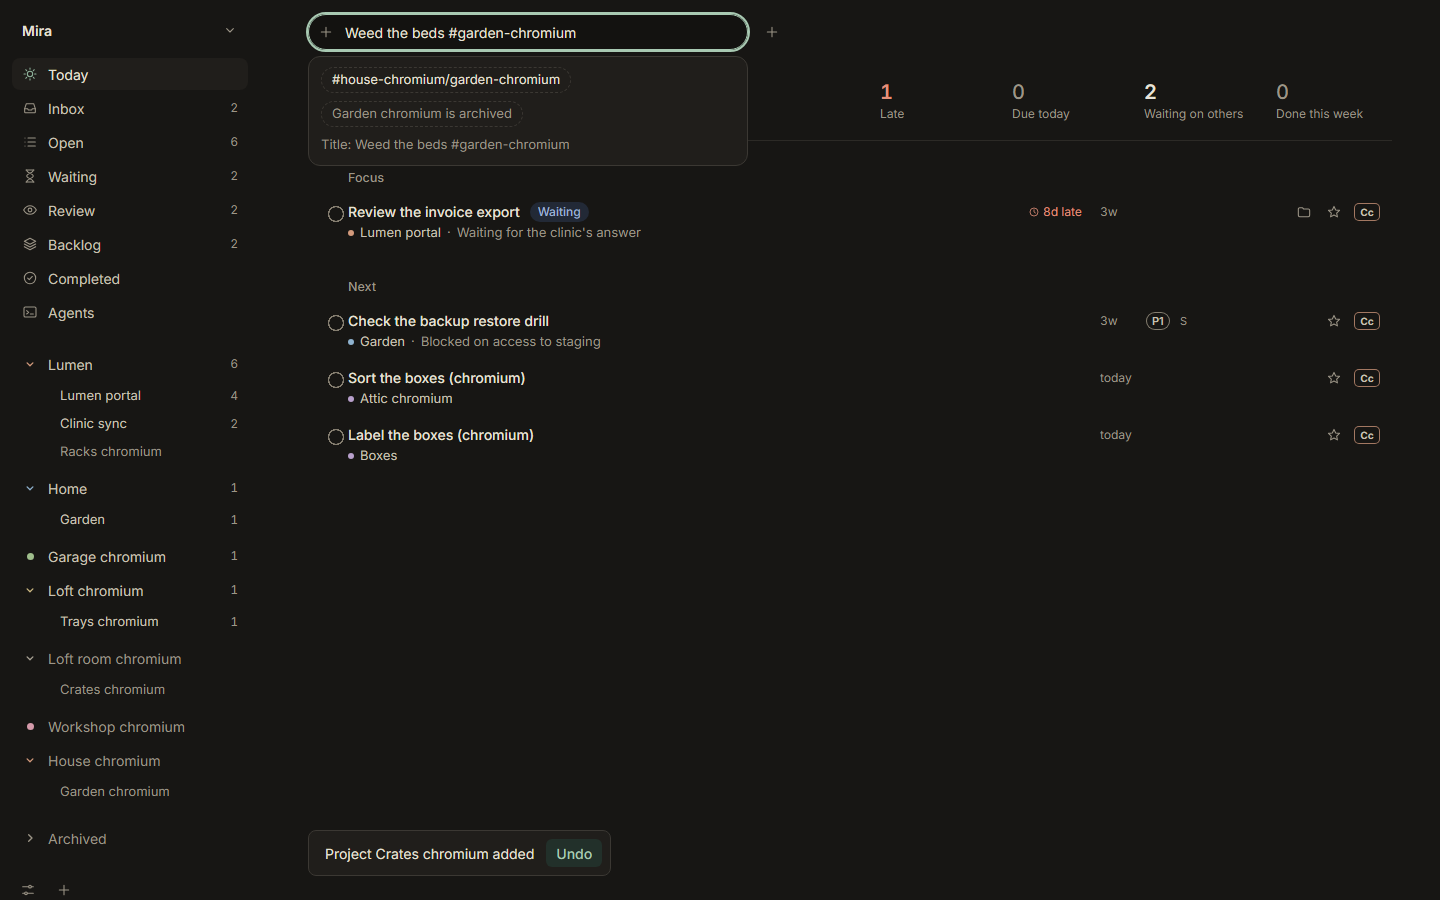 Mira
Today
Inbox 2
Open 6
Waiting 2
Review 2
Backlog 2
Completed
Agents
Lumen 6
Lumen portal 4
Clinic sync 2
Racks chromium
Home 1
Garden 1
Garage chromium 1
Loft chromium 1
Trays chromium 1
Loft room chromium
Crates chromium
Workshop chromium
House chromium
Garden chromium
Archived
Weed the beds #garden-chromium
#house-chromium/garden-chromium
Garden chromium is archived
Title: Weed the beds #garden-chromium
1 0 2 0
Late Due today Waiting on others Done this week
Focus
Review the invoice export Waiting 8d late 3w Cc
Lumen portal · Waiting for the clinic's answer
Next
Check the backup restore drill 3w P1 S Cc
Garden · Blocked on access to staging
Sort the boxes (chromium) today Cc
Attic chromium
Label the boxes (chromium) today Cc
Boxes
Project Crates chromium added Undo